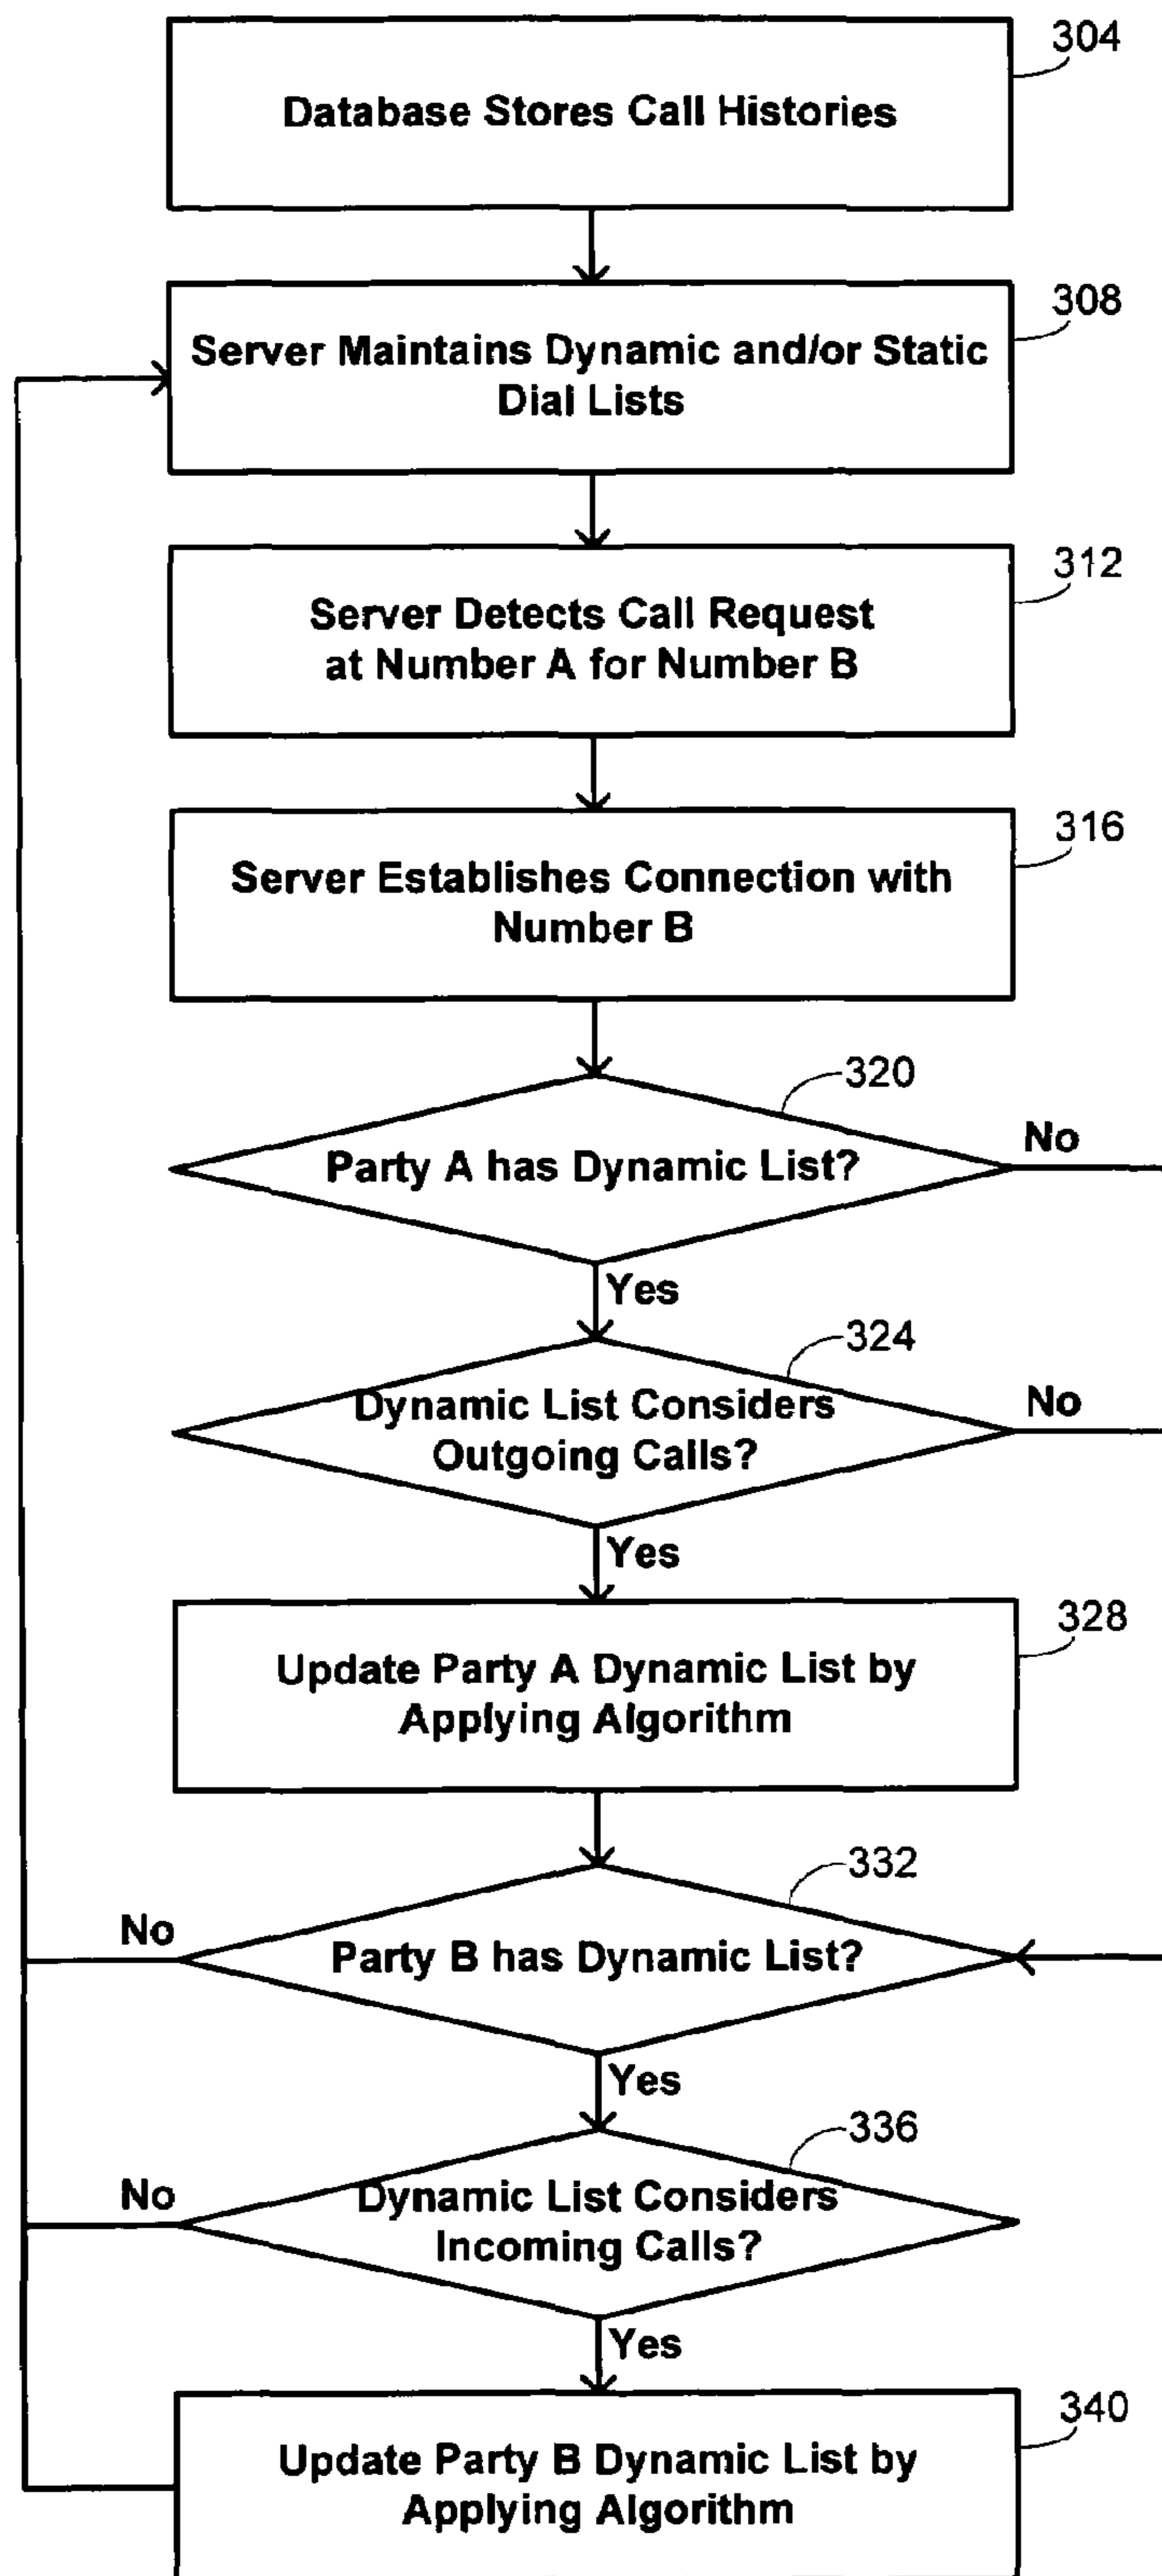 304
Database Stores Call Histories
308
Server Maintains Dynamic and/or Static
Dial Lists
312
Server Detects Call Request
at Number A for Number B
316
Server Establishes Connection with
Number B
320
Party A has Dynamic List?
No
Yes
324
Dynamic List Considers
Outgoing Calls?
No
Yes
328
Update Party A Dynamic List by
Applying Algorithm
332
No
Party B has Dynamic List?
Yes
336
No
Dynamic List Considers
Incoming Calls?
Yes
340
Update Party B Dynamic List by
Applying Algorithm